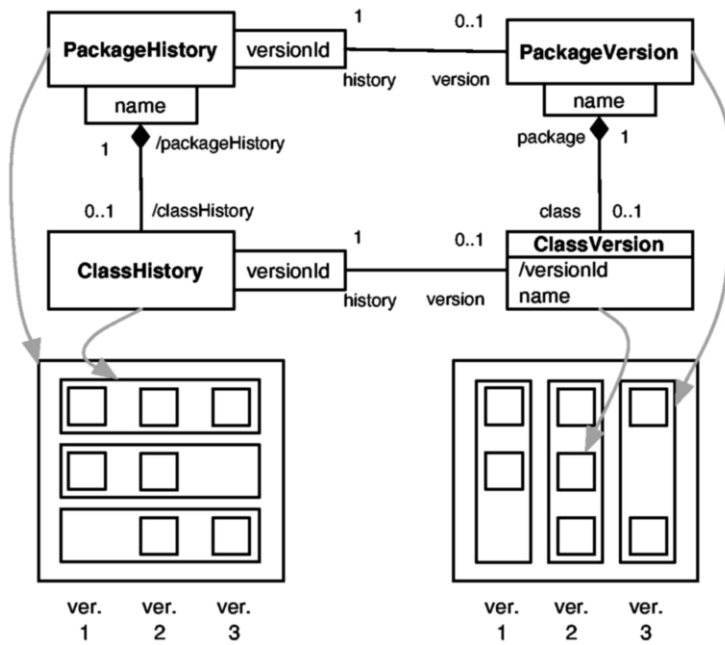 PackageHistory
versionId
1
0..1
PackageVersion
history
version
name
name
1
/packageHistory
package
1
0..1
/classHistory
class
0..1
ClassHistory
versionId
1
0..1
ClassVersion
/versionId
name
history
version
ver. ver. ver.
1 2 3
ver. ver. ver.
1 2 3